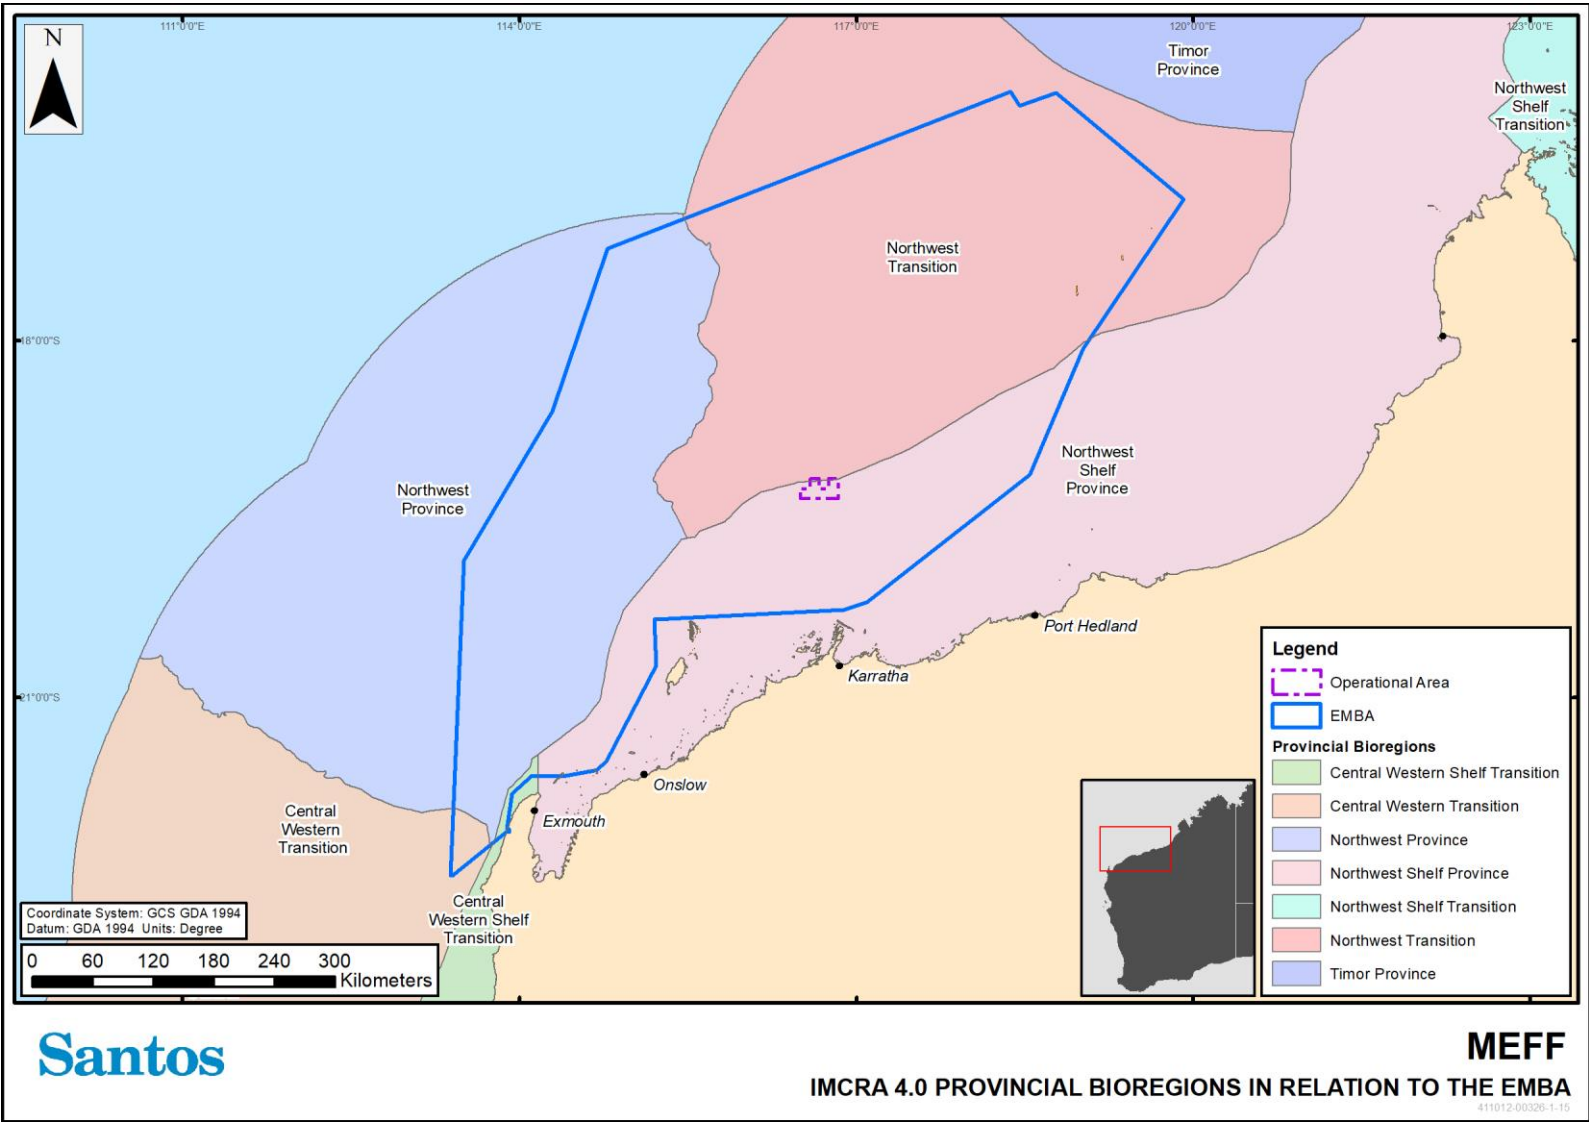 111°0'0"E
114°0'0"E
117°0'0"E
120°0'0"E
123°0'0"E
N
Timor
Province
Northwest
Shelf
Transition
Northwest
Transition
18°0'0"S
Northwest
Shelf
Province
Northwest
Province
Port Hedland
Karratha
21°0'0"S
Onslow
Exmouth
Central
Western
Transition
Central
Western Shelf
Transition
Coordinate System: GCS GDA 1994
Datum: GDA 1994 Units: Degree
0 60 120 180 240 300
Kilometers
Legend
Operational Area
EMBA
Provincial Bioregions
Central Western Shelf Transition
Central Western Transition
Northwest Province
Northwest Shelf Province
Northwest Shelf Transition
Northwest Transition
Timor Province
Santos
MEFF
IMCRA 4.0 PROVINCIAL BIOREGIONS IN RELATION TO THE EMBA
411012-00326-1-15